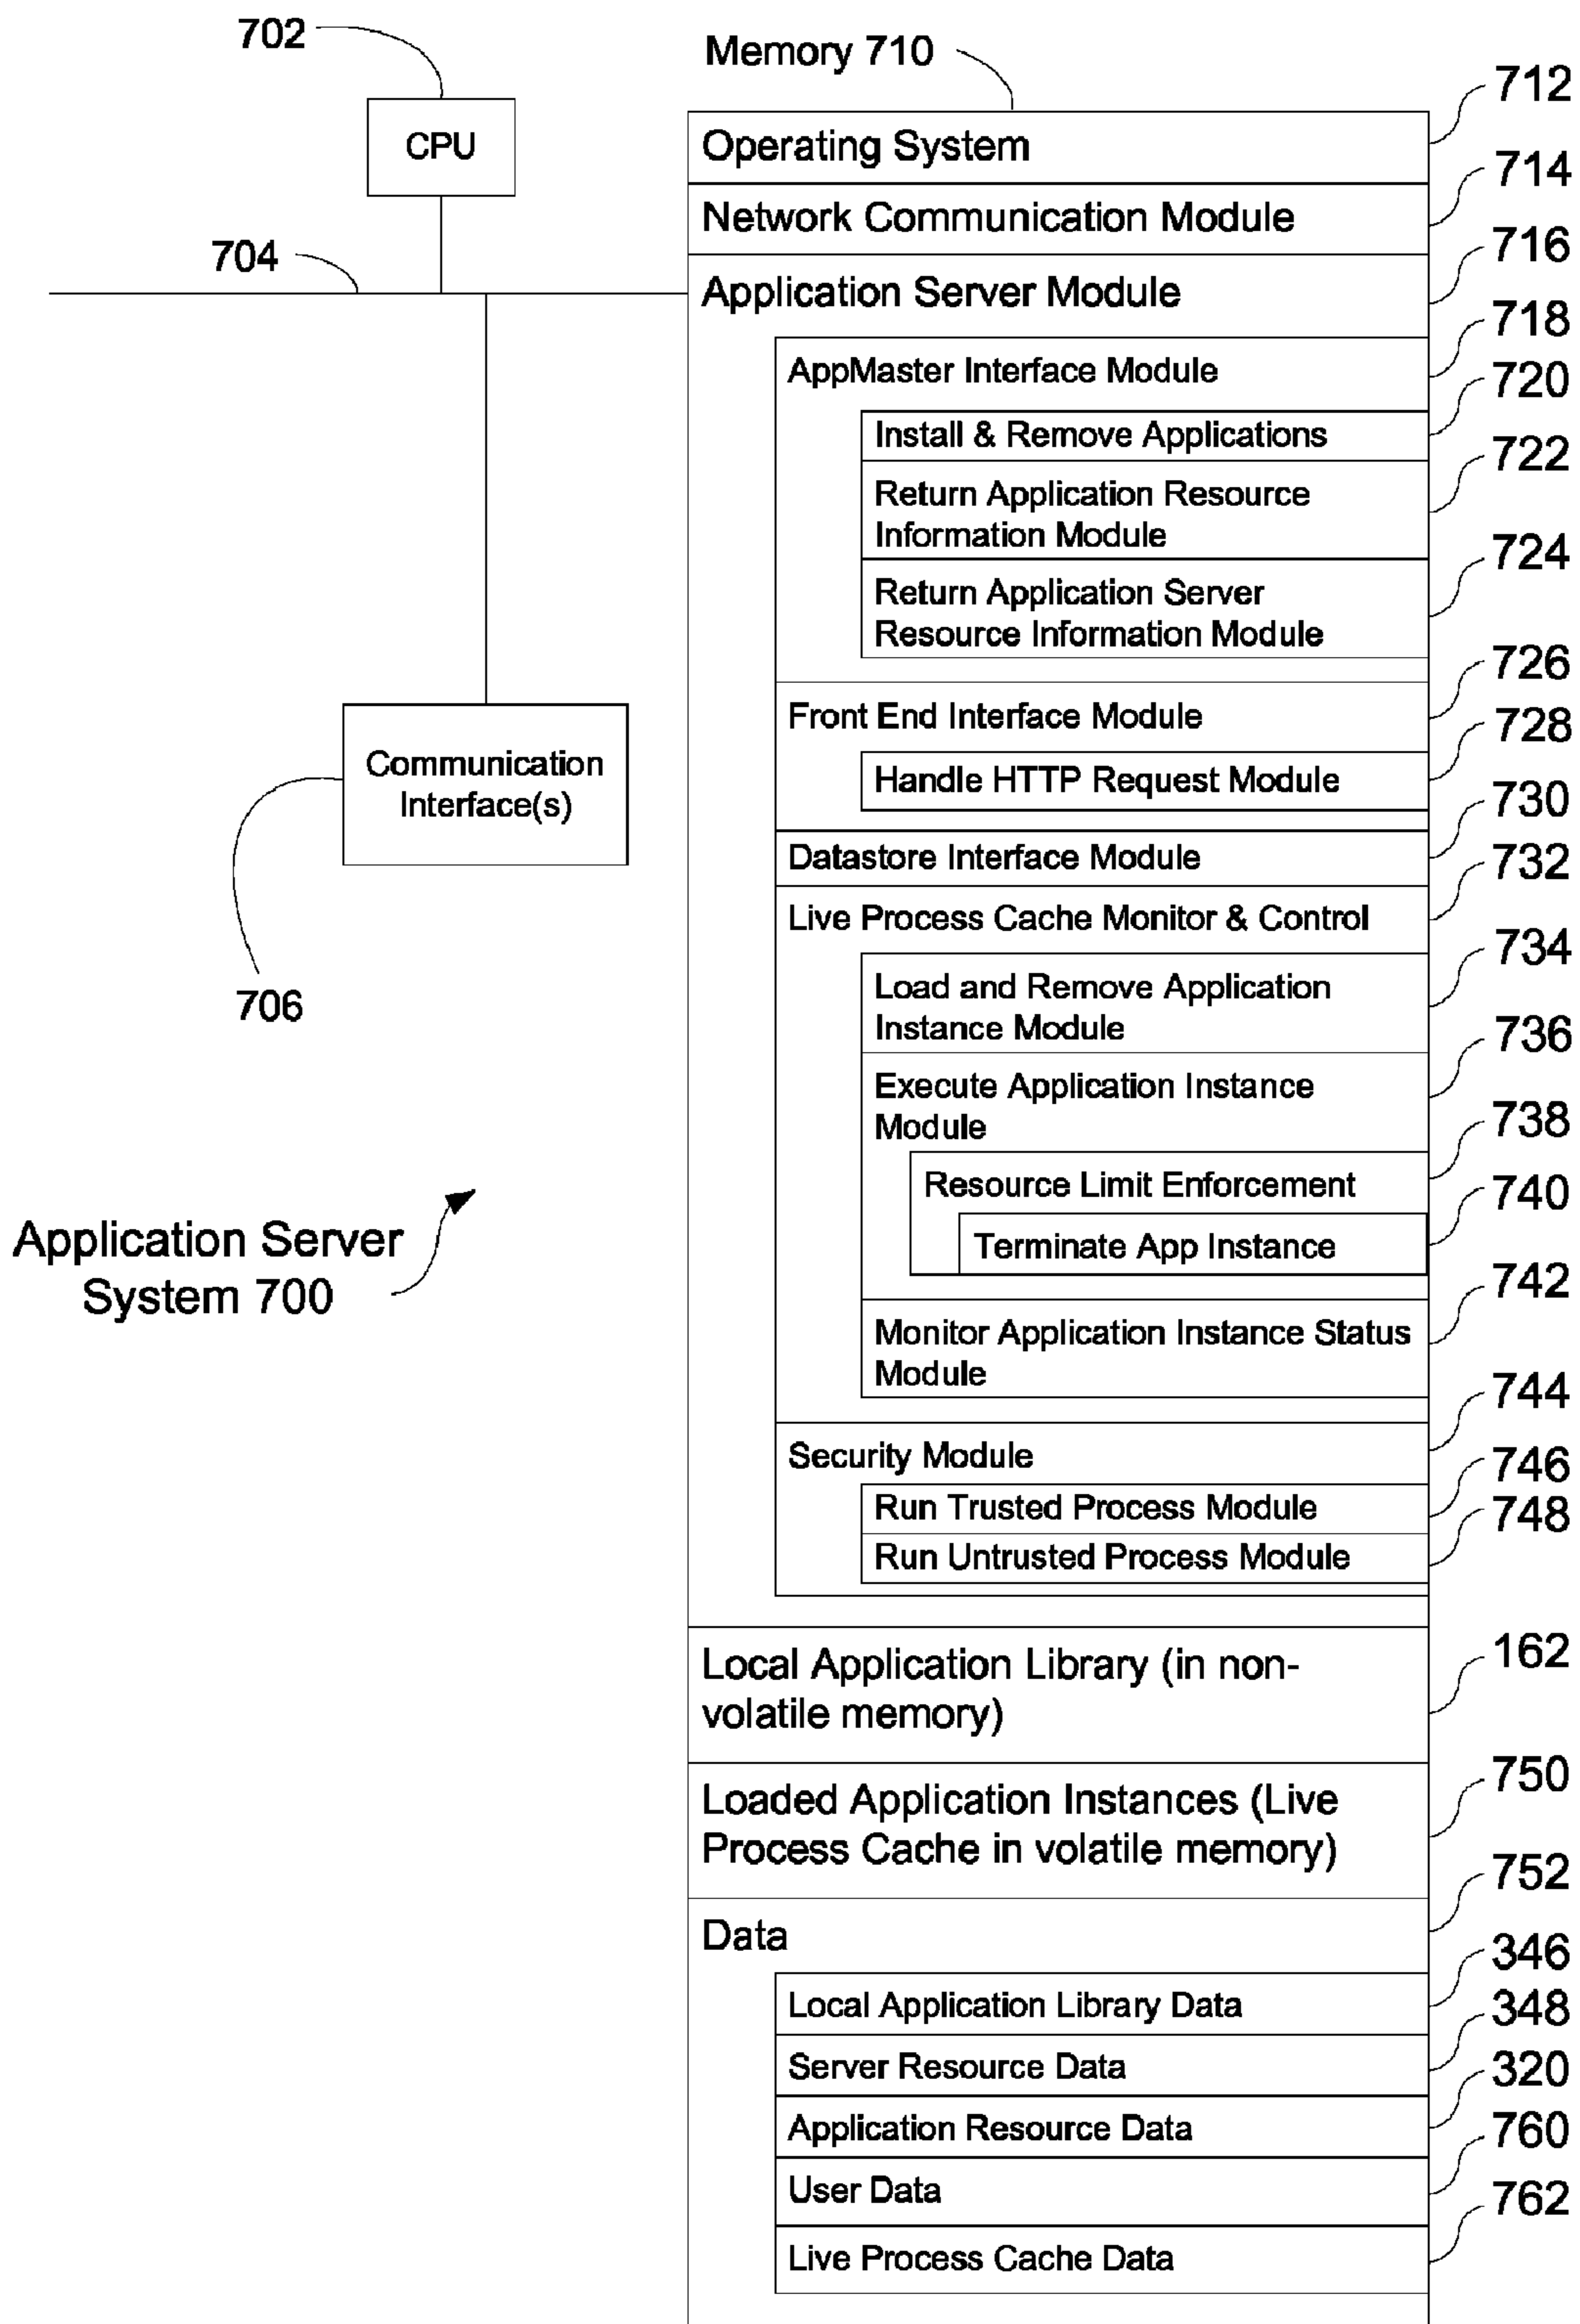 702
CPU
704
Communication
Interface(s)
706
Application Server
System 700
Memory 710
Operating System
712
Network Communication Module
714
Application Server Module
716
AppMaster Interface Module
718
Install & Remove Applications
720
Return Application Resource
Information Module
722
Return Application Server
Resource Information Module
724
Front End Interface Module
726
Handle HTTP Request Module
728
Datastore Interface Module
730
Live Process Cache Monitor & Control
732
Load and Remove Application
Instance Module
734
Execute Application Instance
Module
736
Resource Limit Enforcement
738
Terminate App Instance
740
Monitor Application Instance Status
Module
742
Security Module
744
Run Trusted Process Module
746
Run Untrusted Process Module
748
Local Application Library (in non-
volatile memory)
162
Loaded Application Instances (Live
Process Cache in volatile memory)
750
Data
752
Local Application Library Data
346
Server Resource Data
348
Application Resource Data
320
User Data
760
Live Process Cache Data
762